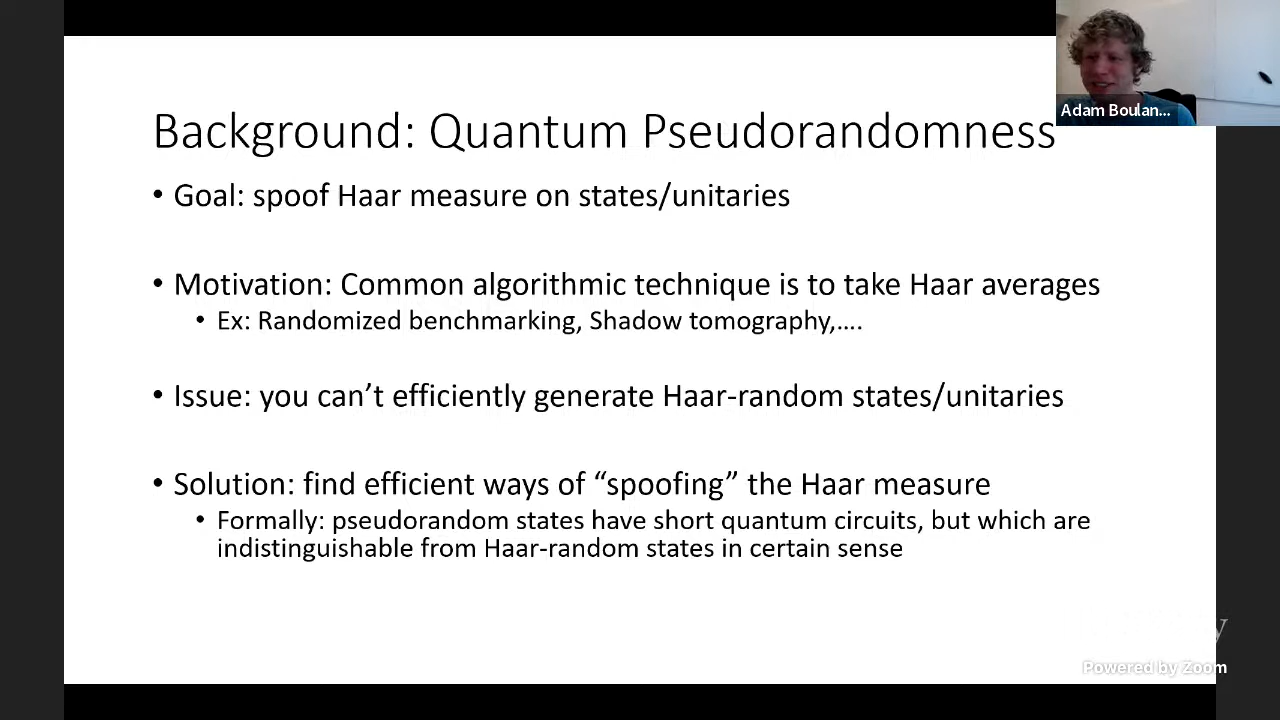 Background: Quantum Pseudorandomness
• Goal: spoof Haar measure on states/unitaries
• Motivation: Common algorithmic technique is to take Haar averages
• Ex: Randomized benchmarking, Shadow tomography,….
• Issue: you can’t efficiently generate Haar-random states/unitaries
• Solution: find efficient ways of “spoofing” the Haar measure
• Formally: pseudorandom states have short quantum circuits, but which are
indistinguishable from Haar-random states in certain sense
Adam Boulan...
Powered by Zoom